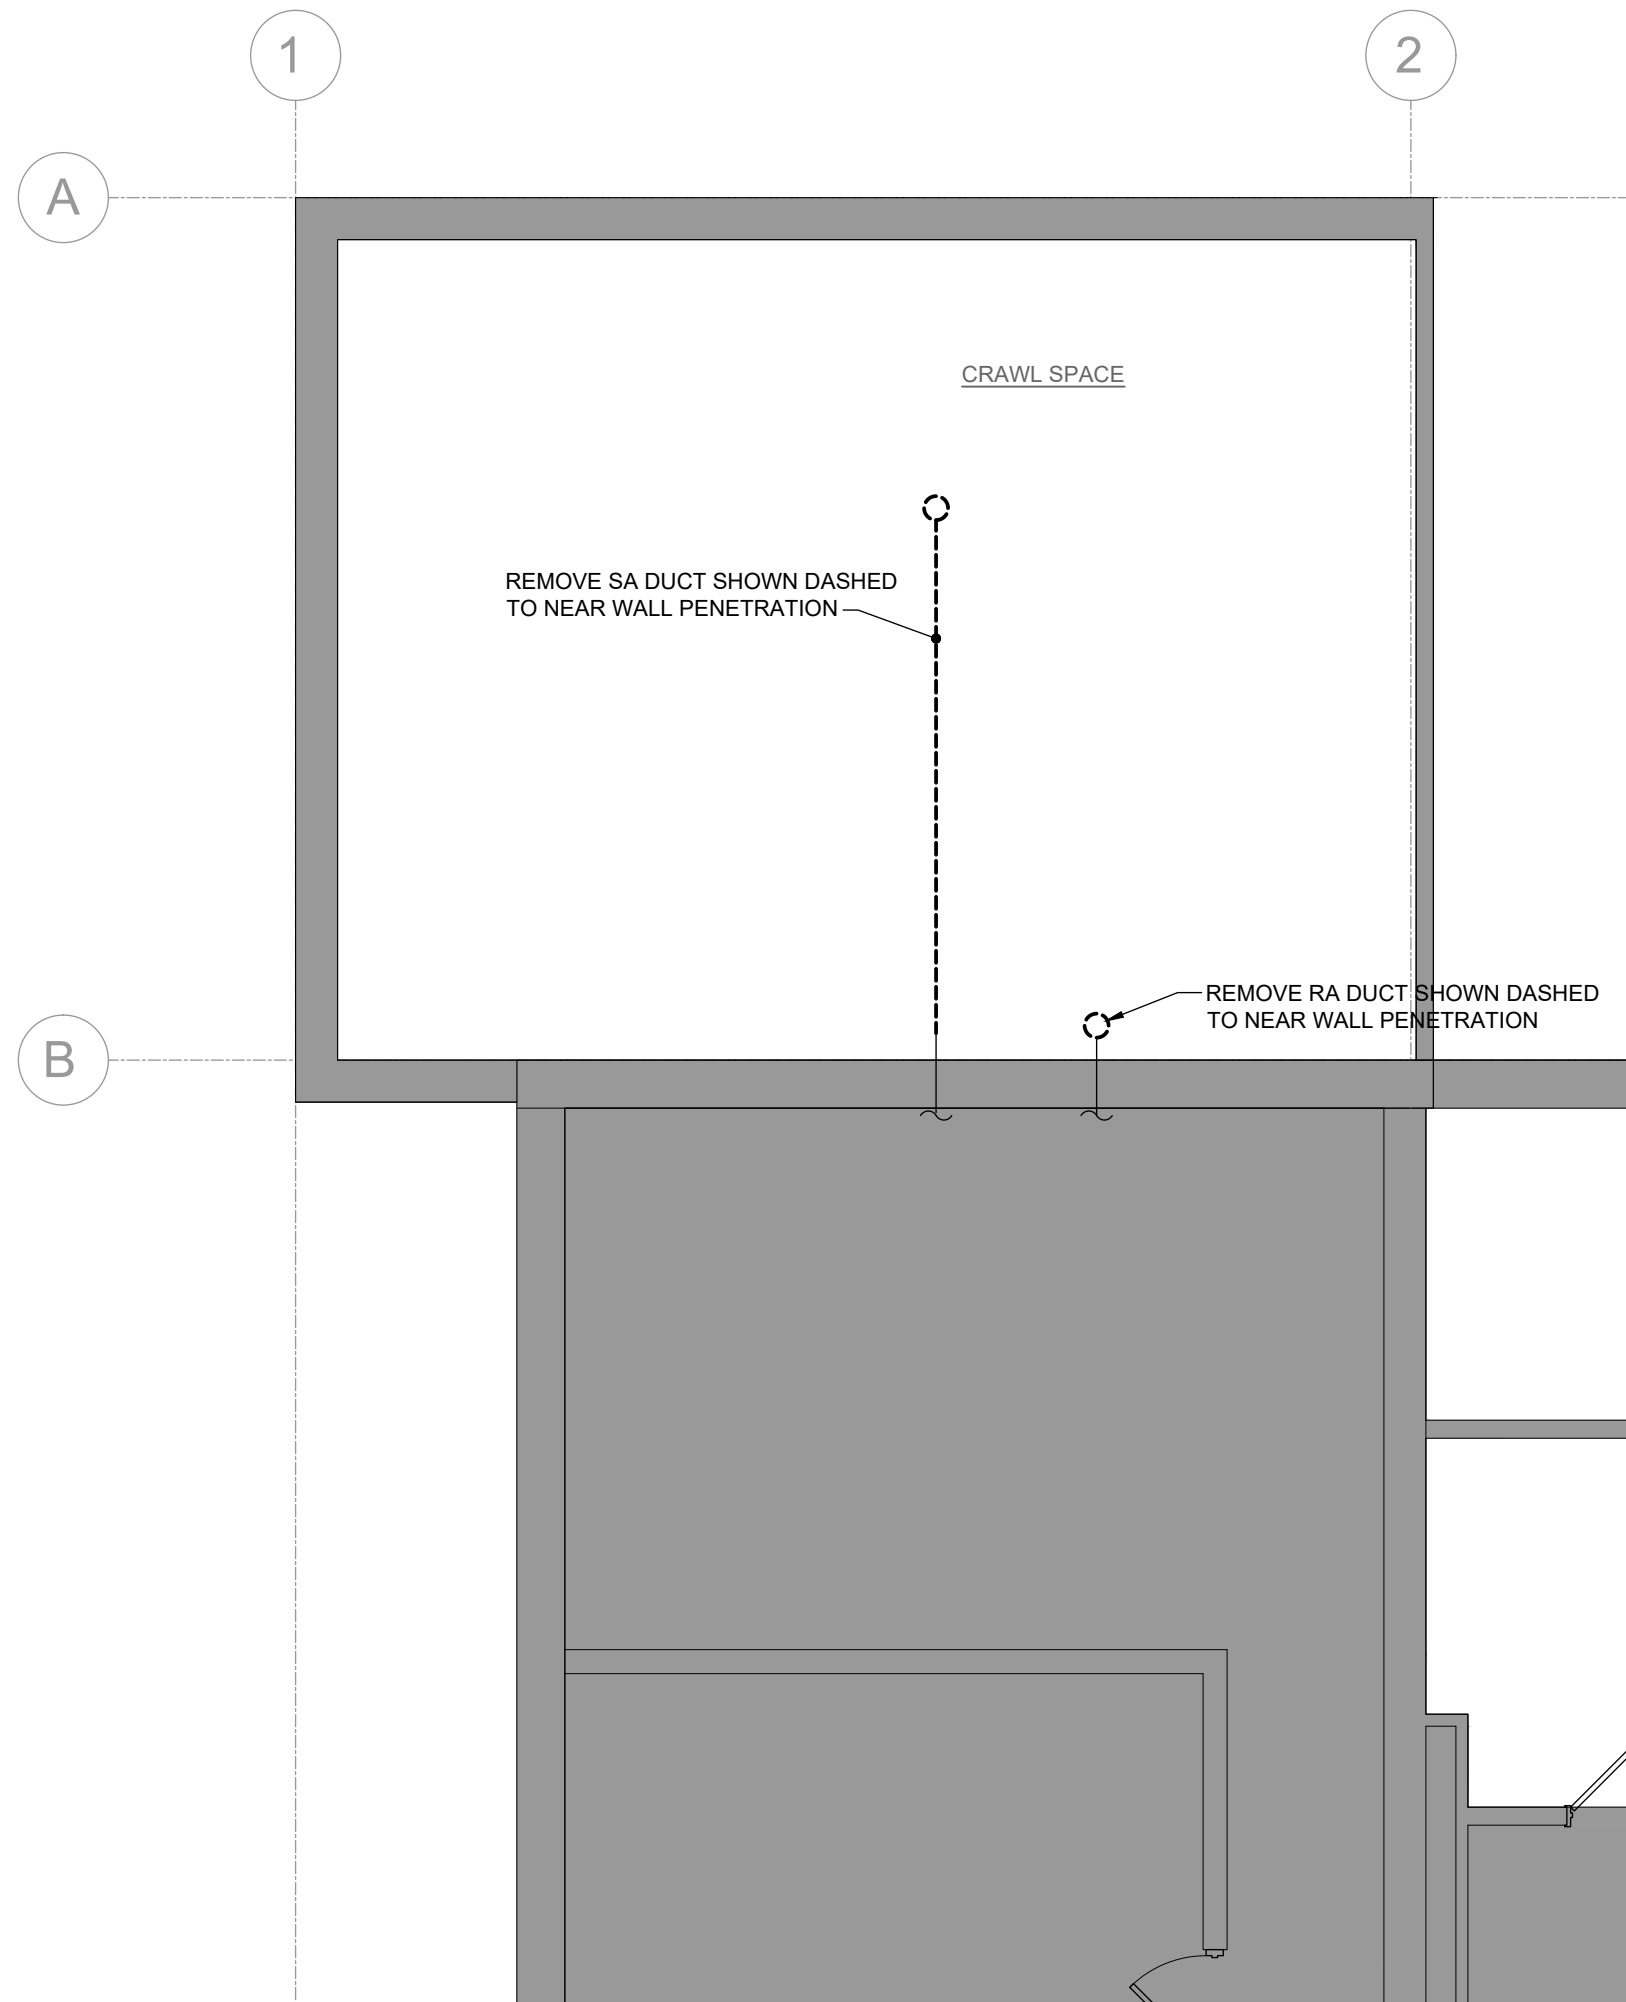 1
2
A
CRAWL SPACE
REMOVE SA DUCT SHOWN DASHED
TO NEAR WALL PENETRATION
REMOVE RA DUCT SHOWN DASHED
TO NEAR WALL PENETRATION
B